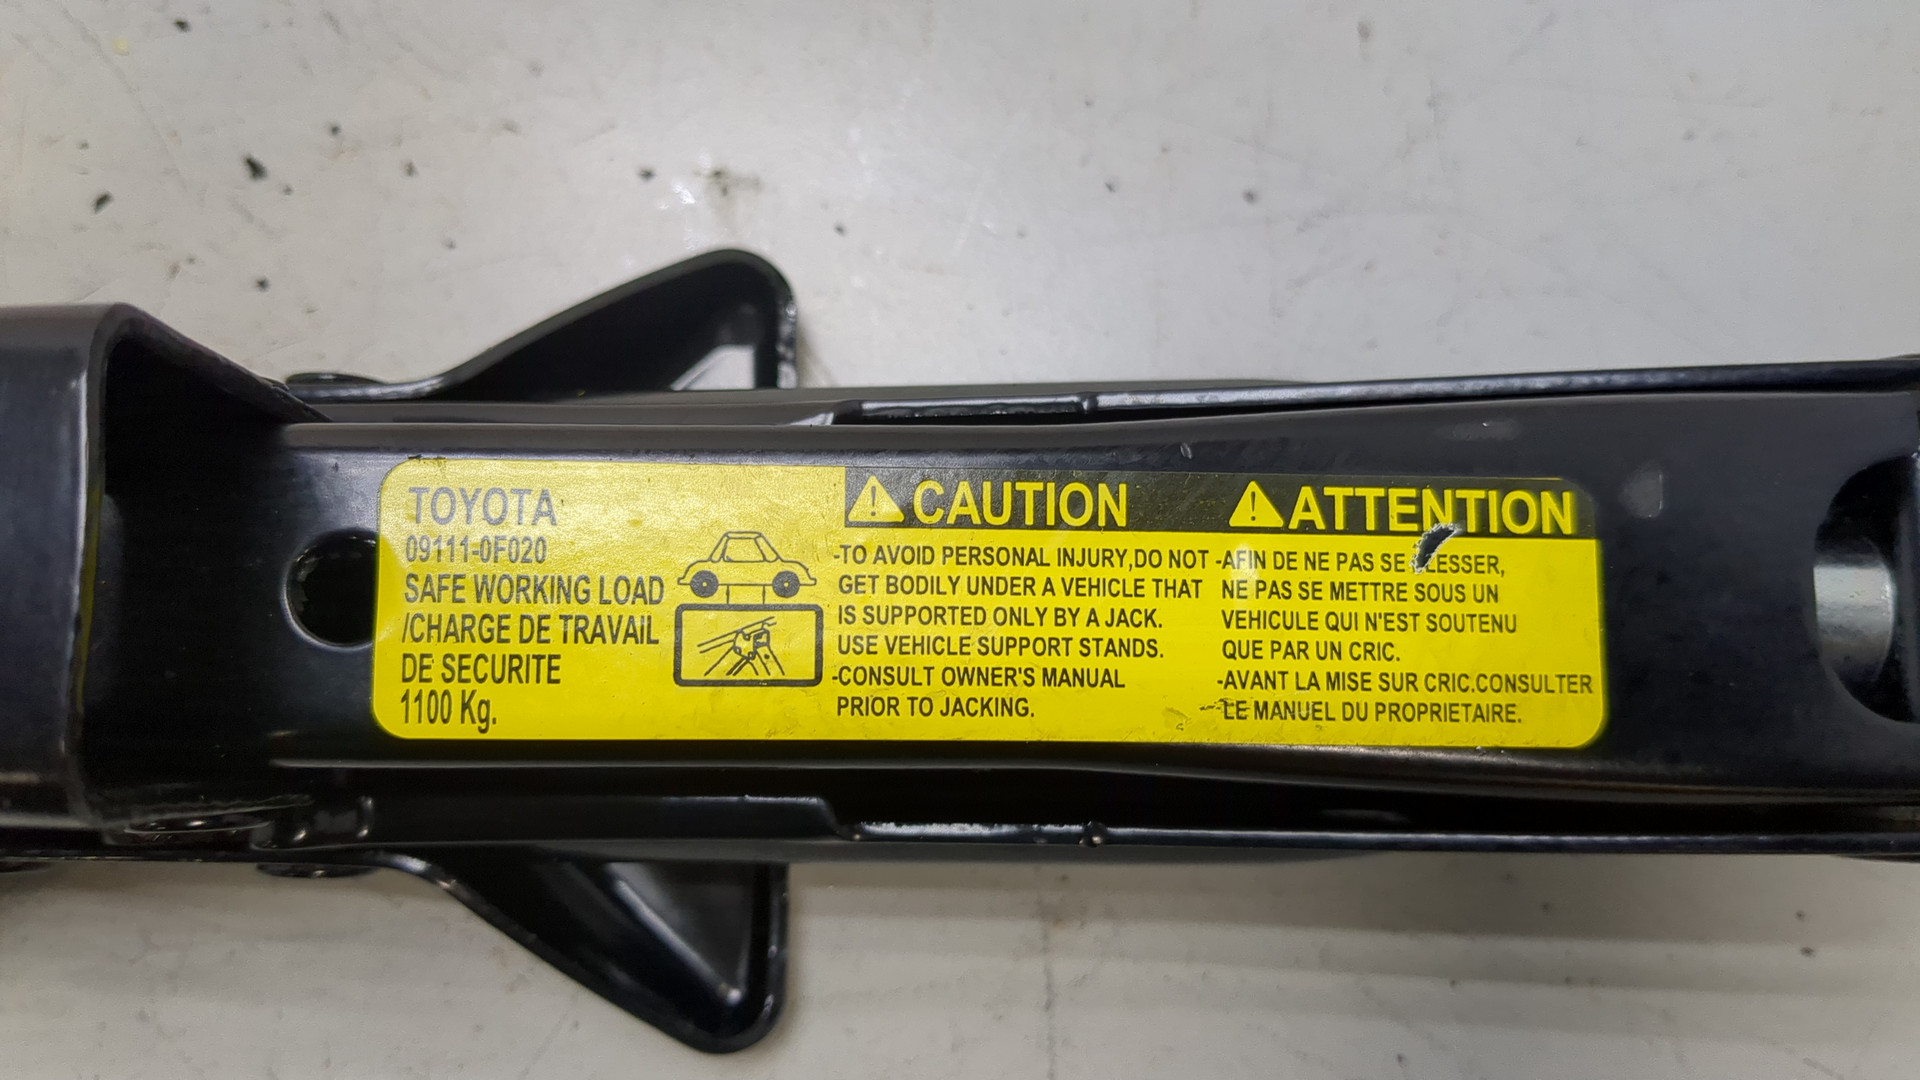 TOYOTA
09111-0F020
SAFE WORKING LOAD
/CHARGE DE TRAVAIL
DE SECURITE
1100 Kg.
CAUTION
-TO AVOID PERSONAL INJURY,DO NOT
GET BODILY UNDER A VEHICLE THAT
IS SUPPORTED ONLY BY A JACK.
USE VEHICLE SUPPORT STANDS.
-CONSULT OWNER'S MANUAL
PRIOR TO JACKING.
ATTENTION
-AFIN DE NE PAS SE
NE PAS SE METTRE SOUS UN
VEHICULE QUI N'EST SOUTENU
QUE PAR UN CRIC.
-AVANT LA MISE SUR CRIC.CONSULTER
LE MANUEL DU PROPRIETAIRE.